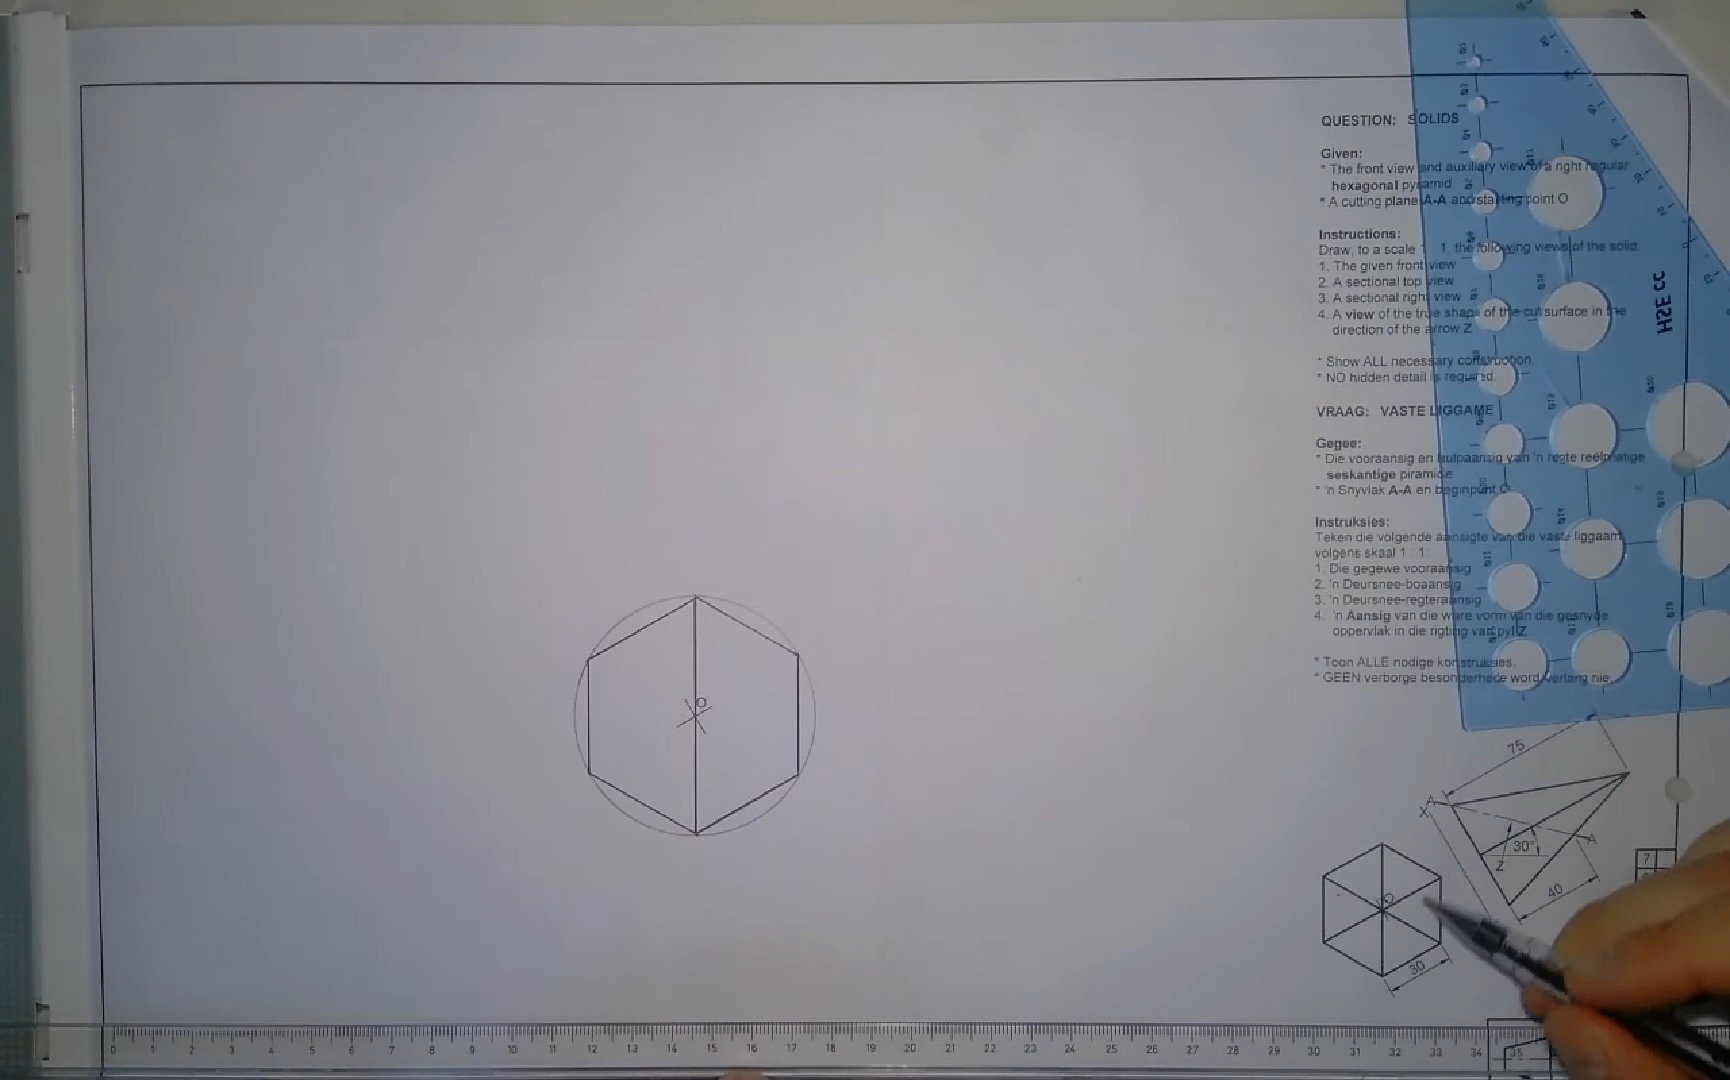 QUESTION: SOLIDS
Given:
* The front view and auxiliary view of a right regular
hexagonal pyramid
* A cutting plane A-A and starting point O
Instructions:
Draw, to a scale 1 : 1, the following views of the solid:
1. The given front view
2. A sectional top view
3. A sectional right view
4. A view of the true shape of the cut surface in the
direction of the arrow Z
* Show ALL necessary construction.
* NO hidden detail is required.
VRAAG: VASTE LIGGAME
Gegee:
* Die vooraansig en hulpaansig van 'n regte reëlmatige
seskantige piramide
* 'n Snyvlak A-A en beginpunt O
Instruksies:
Teken die volgende aansigte van die vaste liggaam
volgens skaal 1 : 1:
1. Die gegewe vooraansig
2. 'n Deursnee-boaansig
3. 'n Deursnee-regteraansig
4. 'n Aansig van die ware vorm van die gesnyde
oppervlak in die rigting van pyl Z
* Toon ALLE nodige konstruksies.
* GEEN verborge besonderhede word verlang nie.
HSE CC
O
75
A
X
A
30°
Z
40
O
30
7
0 1 2 3 4 5 6 7 8 9 10 11 12 13 14 15 16 17 18 19 20 21 22 23 24 25 26 27 28 29 30 31 32 33 34 35